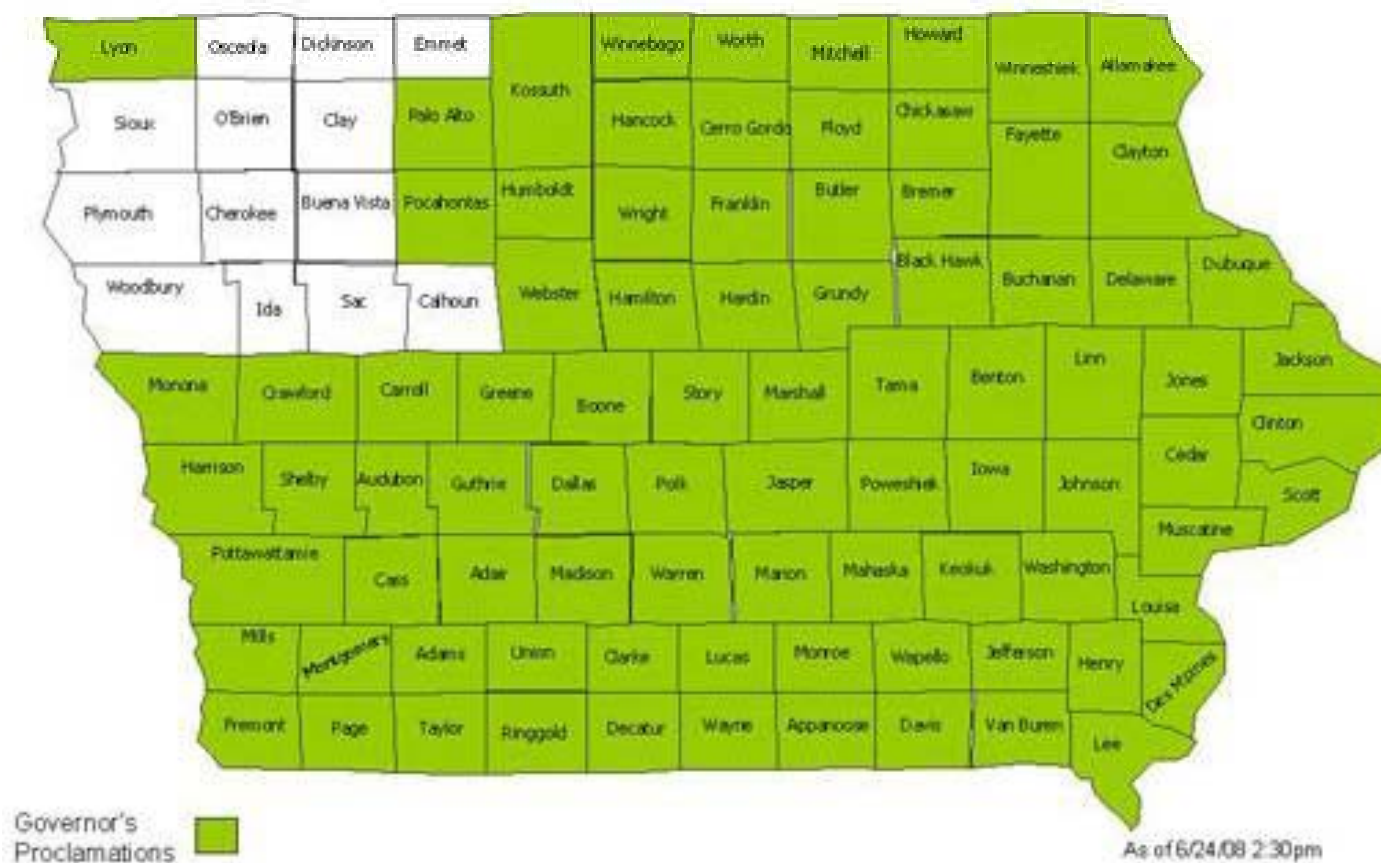 Lyon Osceola Dickinson Emmet Winnebago Worth Mitchell Howard Winneshiek Allamakee
Sioux O'Brien Clay Palo Alto Kossuth Hancock Cerro Gordo Floyd Chickasaw Fayette Clayton
Plymouth Cherokee Buena Vista Pocahontas Humboldt Wright Franklin Butler Bremer
Woodbury Ida Sac Calhoun Webster Hamilton Hardin Grundy Black Hawk Buchanan Delaware Dubuque
Monona Crawford Carroll Greene Boone Story Marshall Tama Benton Linn Jones Jackson
Clinton
Harrison Shelby Audubon Guthrie Dallas Polk Jasper Poweshiek Iowa Johnson Cedar Scott
Muscatine
Pottawattamie Cass Adair Madison Warren Marion Mahaska Keokuk Washington
Louisa
Mills Montgomery Adams Union Clarke Lucas Monroe Wapello Jefferson Henry Des Moines
Fremont Page Taylor Ringgold Decatur Wayne Appanoose Davis Van Buren Lee
Governor's
Proclamations
As of 6/24/08 2:30pm